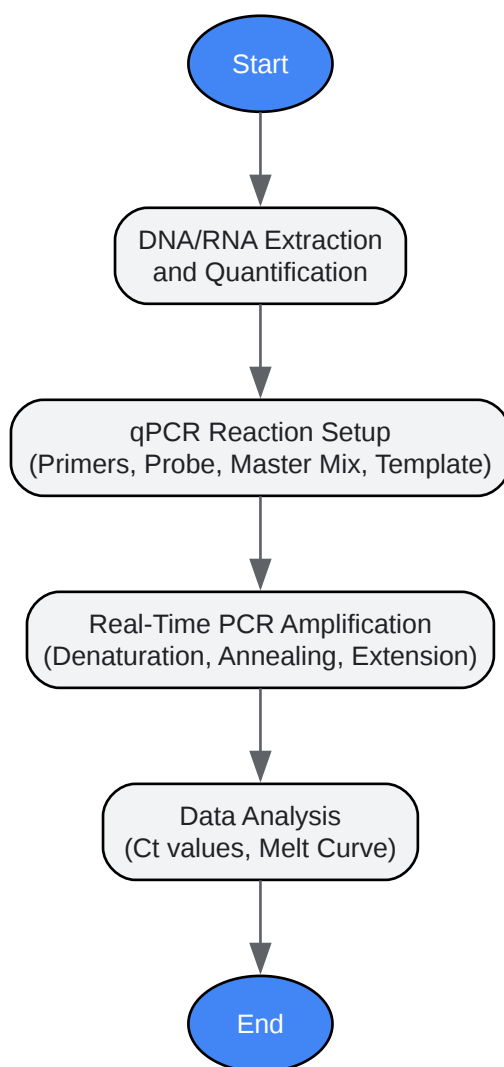 Start
DNA/RNA Extraction
and Quantification
qPCR Reaction Setup
(Primers, Probe, Master Mix, Template)
Real-Time PCR Amplification
(Denaturation, Annealing, Extension)
Data Analysis
(Ct values, Melt Curve)
End